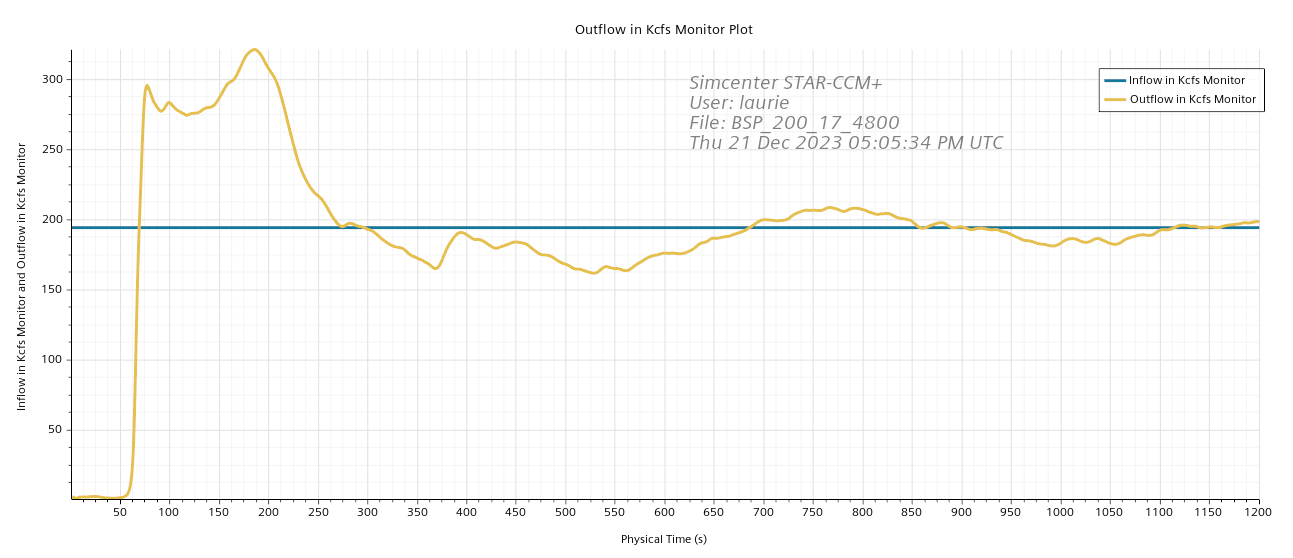 Outflow in Kcfs Monitor Plot
Simcenter STAR-CCM+
User: laurie
File: BSP_200_17_4800
Thu 21 Dec 2023 05:05:34 PM UTC
Inflow in Kcfs Monitor
Outflow in Kcfs Monitor
Inflow in Kcfs Monitor and Outflow in Kcfs Monitor
300
250
200
150
100
50
50 100 150 200 250 300 350 400 450 500 550 600 650 700 750 800 850 900 950 1000 1050 1100 1150 1200
Physical Time (s)